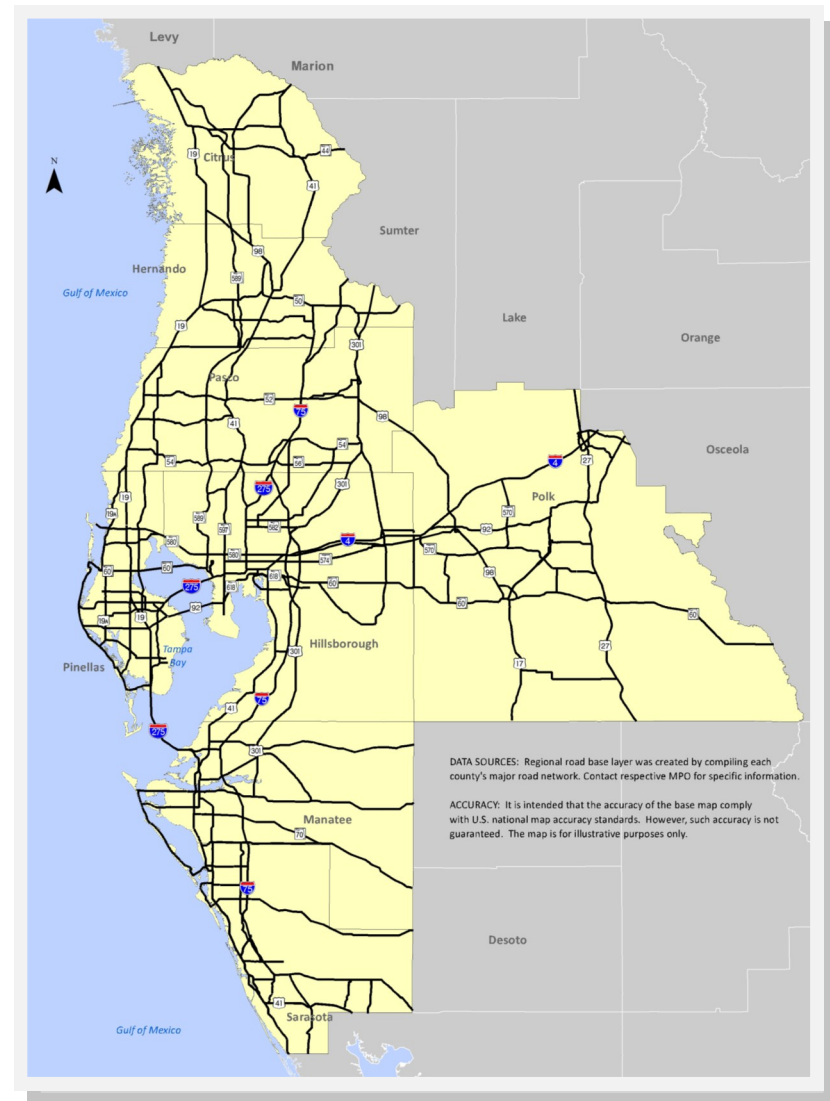 Levy
Marion
N
44
19
Citrus
41
Sumter
98
Hernando
589
Gulf of Mexico
50
Lake
19
Orange
301
Pasco
52
75
98
41
54
Osceola
54
56
4
27
275
301
19
Polk
19A
570
589
597
582
92
580
4
580
574
570
60
60
98
618
275
618
60
92
60
19A
19
60
Tampa
Bay
Hillsborough
27
301
Pinellas
17
75
41
275
301
DATA SOURCES:  Regional road base layer was created by compiling each
county's major road network. Contact respective MPO for specific information.
ACCURACY:  It is intended that the accuracy of the base map comply
with U.S. national map accuracy standards.  However, such accuracy is not
guaranteed.  The map is for illustrative purposes only.
Manatee
70
75
Desoto
41
Sarasota
Gulf of Mexico